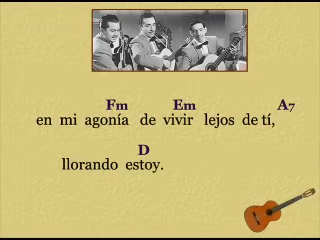 Fm Em A7
en mi agonía de vivir lejos de tí,
D
llorando estoy.